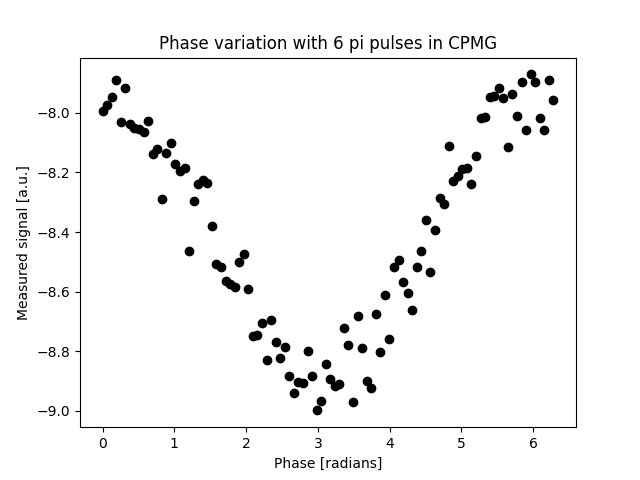 Phase variation with 6 pi pulses in CPMG
−8.0
−8.2
−8.4
−8.6
−8.8
−9.0
Measured signal [a.u.]
0 1 2 3 4 5 6
Phase [radians]